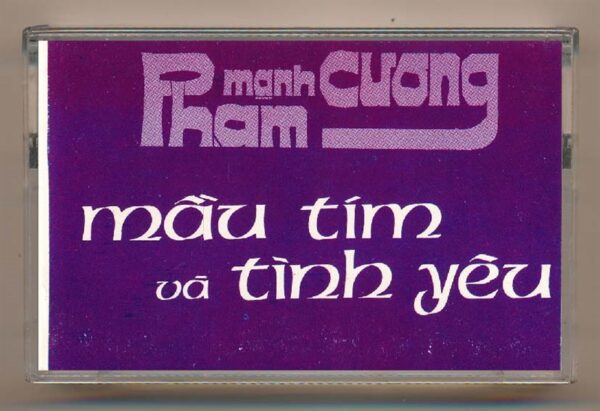 Phạm mạnh Cương
mầu tím
và tình yêu